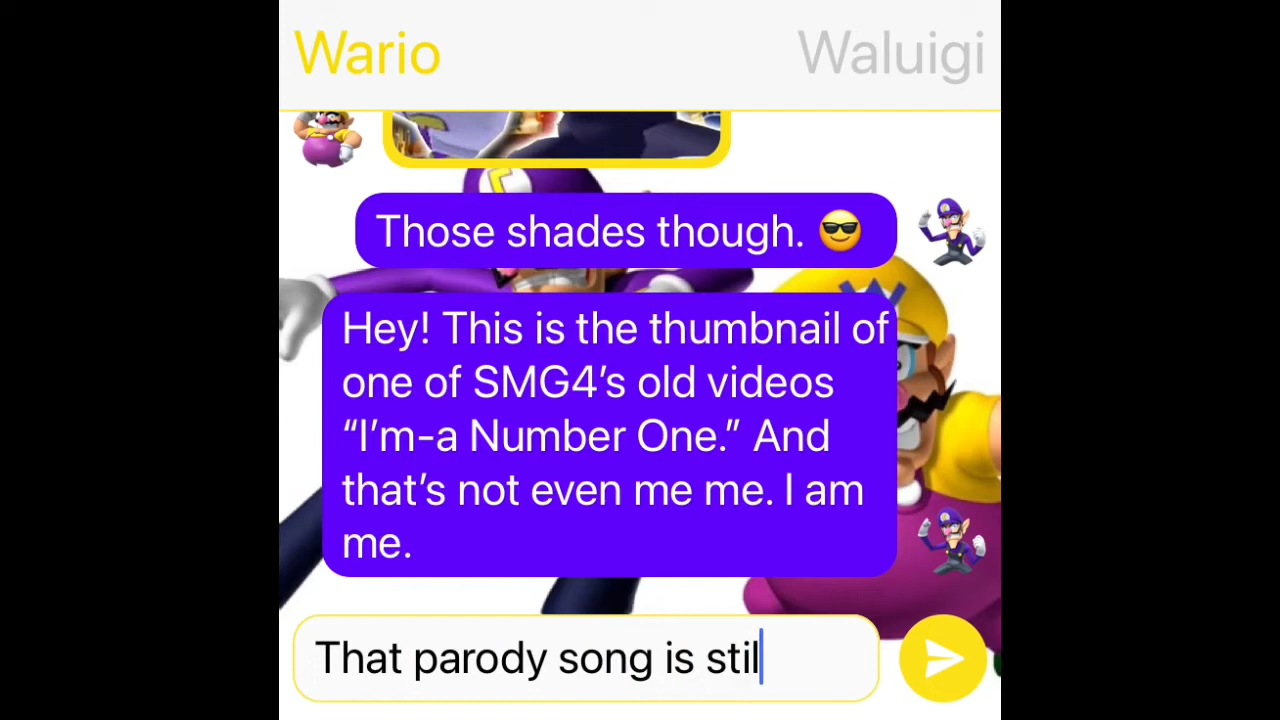 Wario Waluigi
Those shades though. 😎
Hey! This is the thumbnail of
one of SMG4’s old videos
“I’m-a Number One.” And
that’s not even me me. I am
me.
That parody song is stil